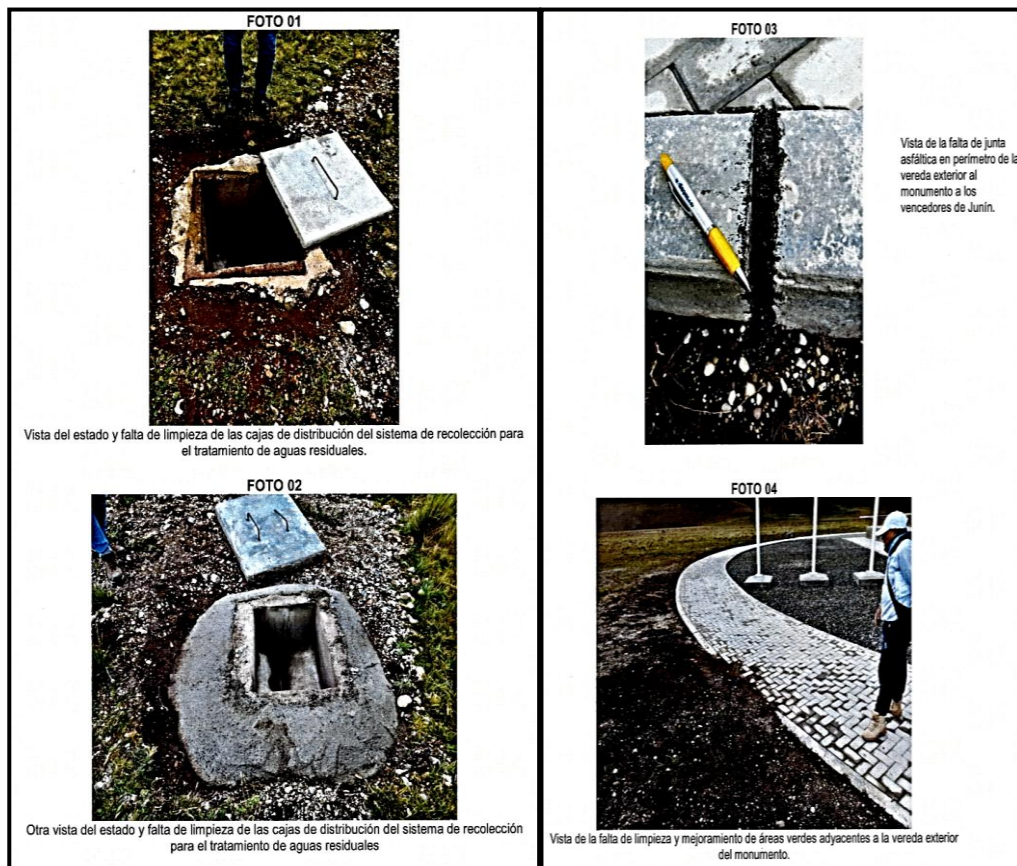 FOTO 01
Vista del estado y falta de limpieza de las cajas de distribución del sistema de recolección para
el tratamiento de aguas residuales.
FOTO 02
Otra vista del estado y falta de limpieza de las cajas de distribución del sistema de recolección
para el tratamiento de aguas residuales
FOTO 03
Vista de la falta de junta
asfáltica en perímetro de la
vereda exterior al
monumento a los
vencedores de Junín.
FOTO 04
Vista de la falta de limpieza y mejoramiento de áreas verdes adyacentes a la vereda exterior
del monumento.